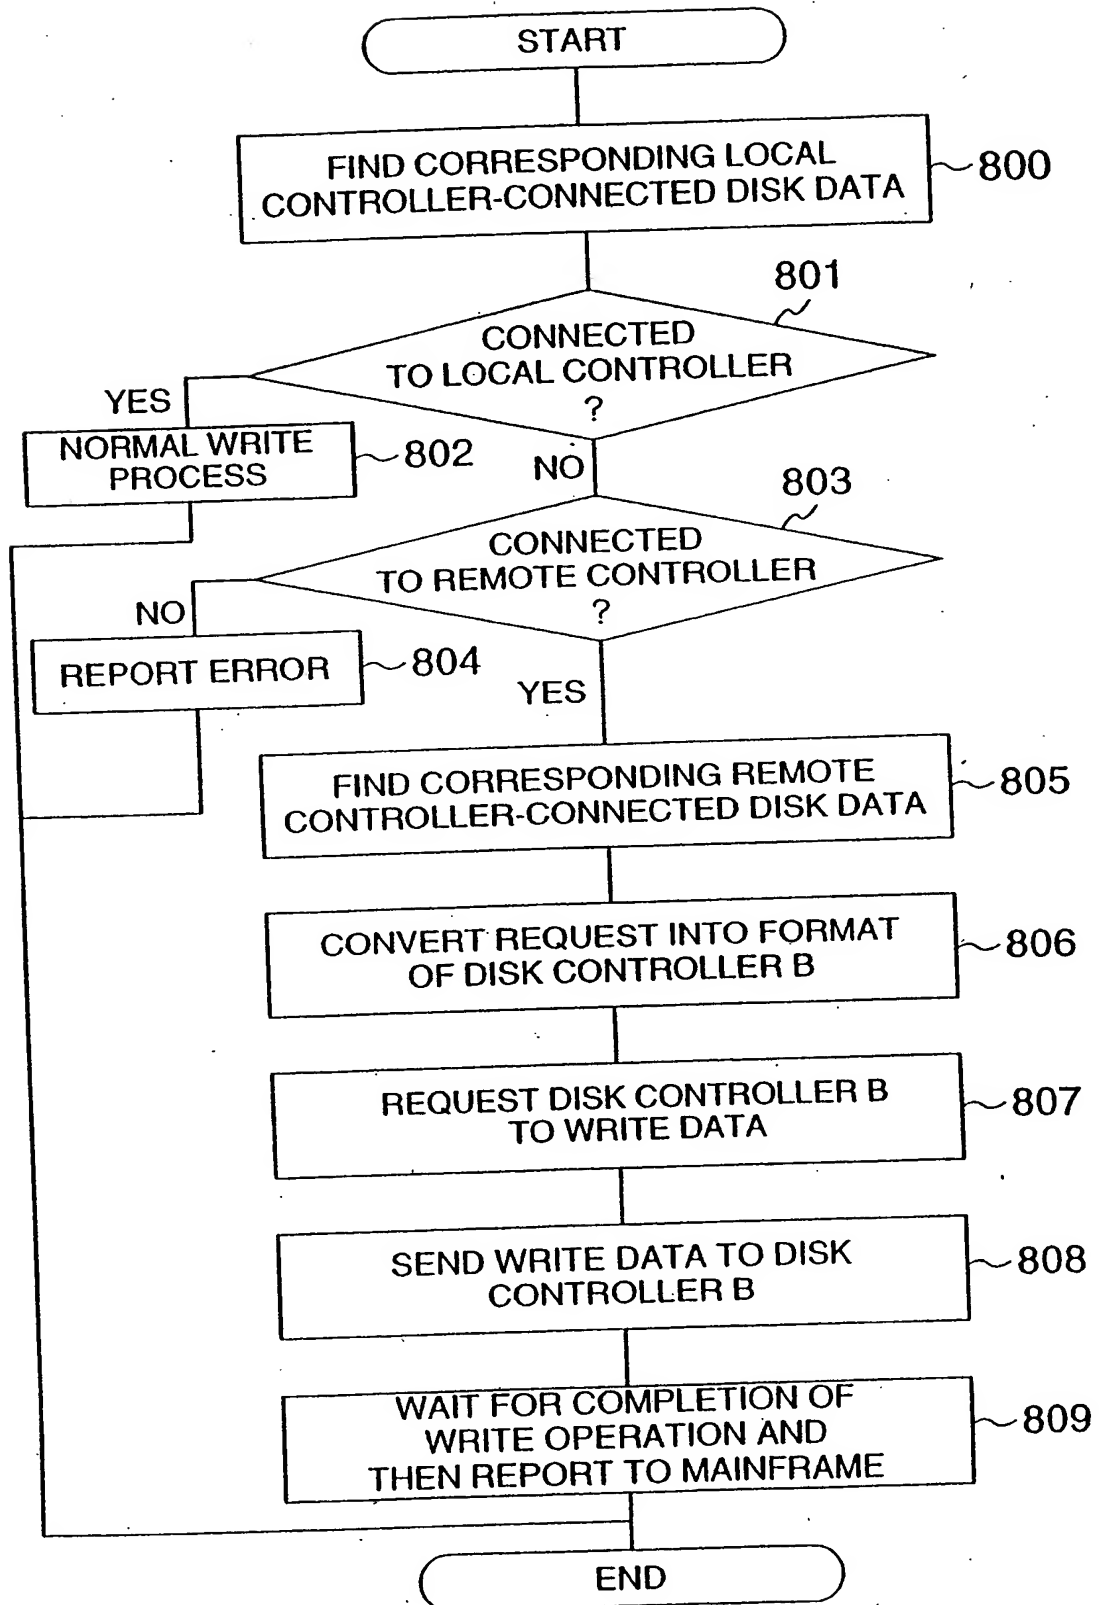 START
FIND CORRESPONDING LOCAL
CONTROLLER-CONNECTED DISK DATA
800
801
CONNECTED
TO LOCAL CONTROLLER
?
YES
NORMAL WRITE
PROCESS
802
NO
803
CONNECTED
TO REMOTE CONTROLLER
?
NO
REPORT ERROR
804
YES
FIND CORRESPONDING REMOTE
CONTROLLER-CONNECTED DISK DATA
805
CONVERT REQUEST INTO FORMAT
OF DISK CONTROLLER B
806
REQUEST DISK CONTROLLER B
TO WRITE DATA
807
SEND WRITE DATA TO DISK
CONTROLLER B
808
WAIT FOR COMPLETION OF
WRITE OPERATION AND
THEN REPORT TO MAINFRAME
809
END